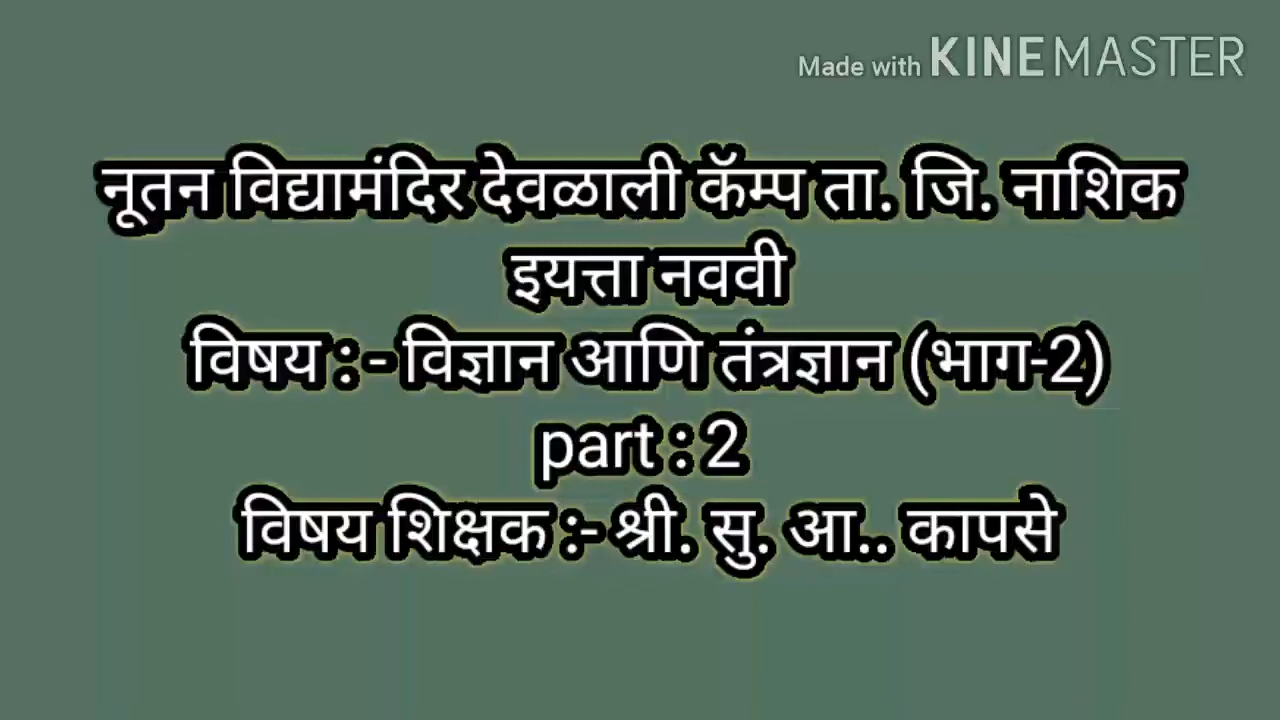 Made with KINEMASTER
नूतन विद्यामंदिर देवळाली कॅम्प ता. जि. नाशिक
इयत्ता नववी
विषय :- विज्ञान आणि तंत्रज्ञान (भाग-2)
part : 2
विषय शिक्षक :- श्री. सु. आ.. कापसे